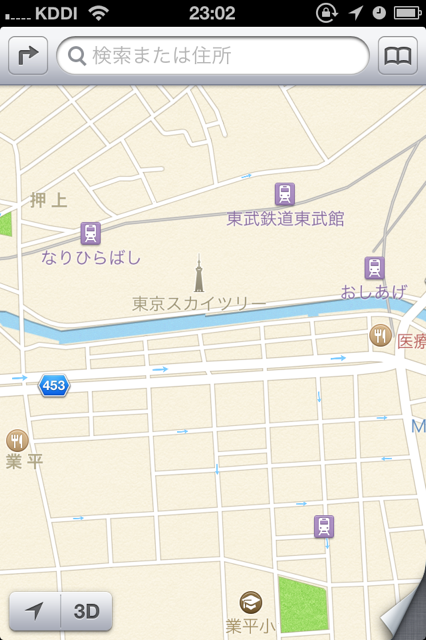 KDDI 23:02
検索または住所
押上
東武鉄道東武館
なりひらばし
おしあげ
東京スカイツリー
医療
453
M
業平
業平小
3D